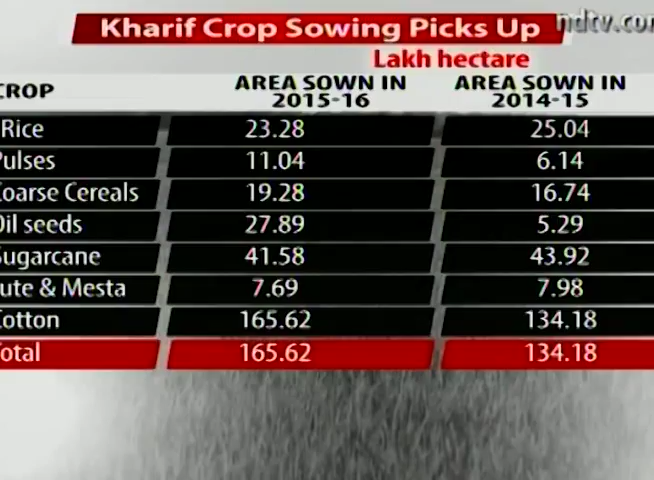 Kharif Crop Sowing Picks Up
ndtv.com
Lakh hectare
CROP AREA SOWN IN 2015-16 AREA SOWN IN 2014-15
Rice 23.28 25.04
Pulses 11.04 6.14
Coarse Cereals 19.28 16.74
Oil seeds 27.89 5.29
Sugarcane 41.58 43.92
Jute & Mesta 7.69 7.98
Cotton 165.62 134.18
Total 165.62 134.18